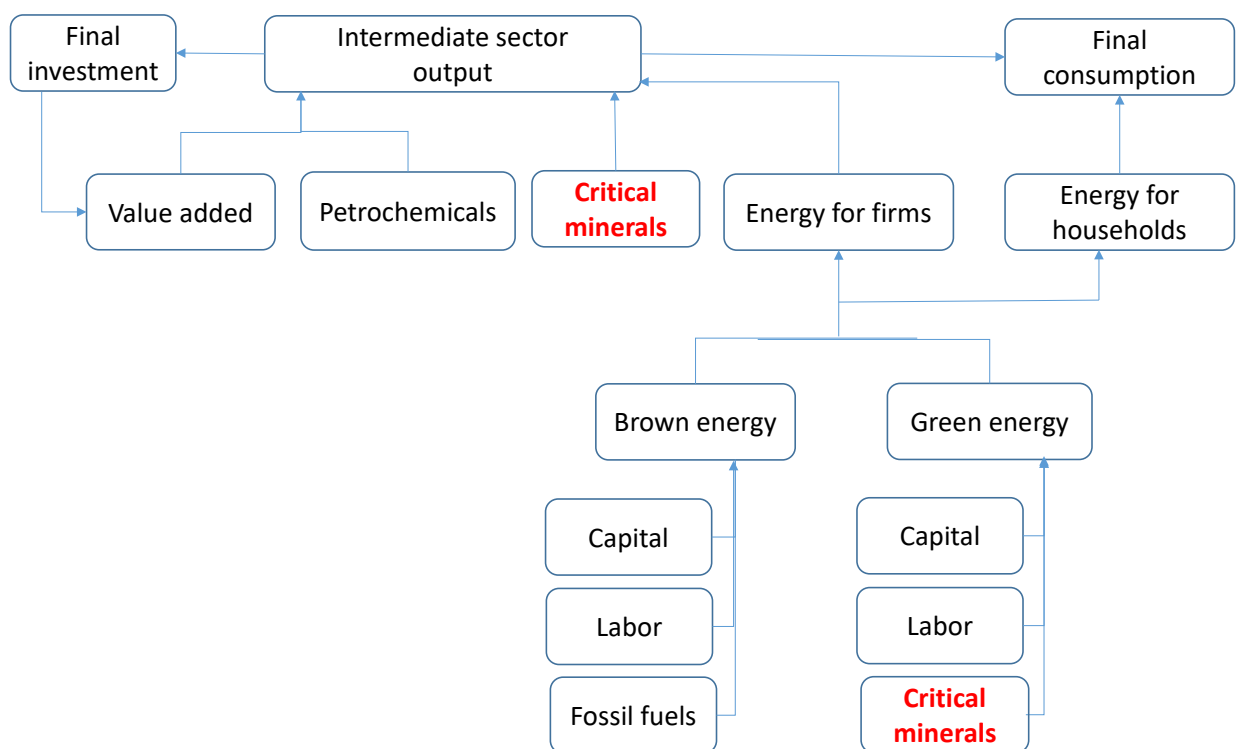 Final
investment
Intermediate sector
output
Final
consumption
Value added
Petrochemicals
Critical
minerals
Energy for firms
Energy for
households
Brown energy
Green energy
Capital
Capital
Labor
Labor
Fossil fuels
Critical
minerals